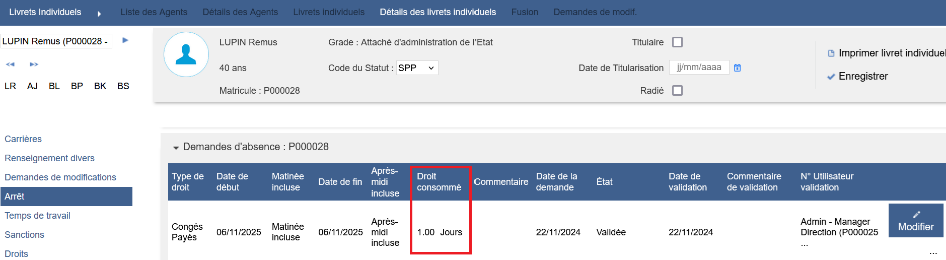 Livrets Individuels Liste des Agents Détails des Agents Livrets Individuels Détails des livrets individuels Fusion Demandes de modif.
LUPIN Remus (P000028 -
LR AJ BL BP BK BS
Carrières
Renseignement divers
Demandes de modifications
Arrêt
Temps de travail
Sanctions
Droits
LUPIN Remus Grade : Attaché d'administration de l'Etat Titulaire
40 ans Code du Statut : SPP Date de Titularisation jj/mm/aaaa
Matricule : P000028 Radié
Imprimer livret individuel
Enregistrer
Demandes d'absence : P000028
Type de droit Date de début Matinée incluse Date de fin Après-midi incluse Droit consommé Commentaire Date de la demande État Date de validation Commentaire de validation N° Utilisateur validation
Congés Payès 06/11/2025 Matinée incluse 06/11/2025 Après-midi incluse 1.00 Jours 22/11/2024 Validée 22/11/2024 Admin - Manager Direction (P000025 ... Modifier
...